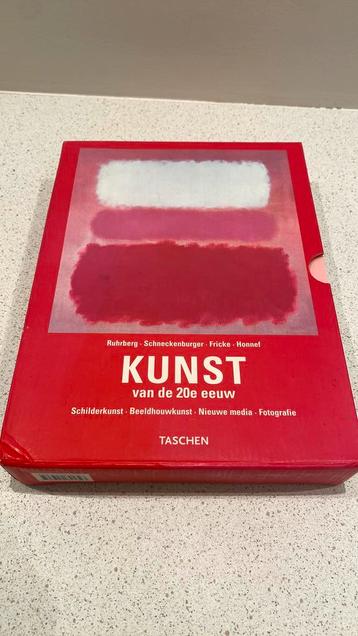 Ruhrberg · Schneckenburger · Fricke · Honnef
KUNST
van de 20e eeuw
Schilderkunst · Beeldhouwkunst · Nieuwe media · Fotografie
TASCHEN